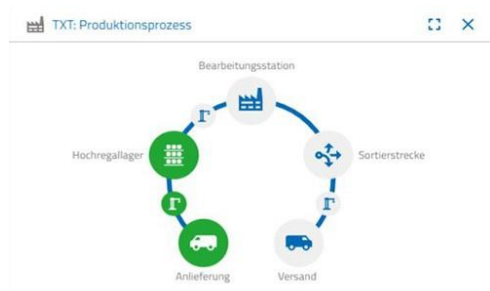 TXT: Produktionsprozess
Bearbeitungsstation
Hochregallager
Sortierstrecke
Anlieferung
Versand